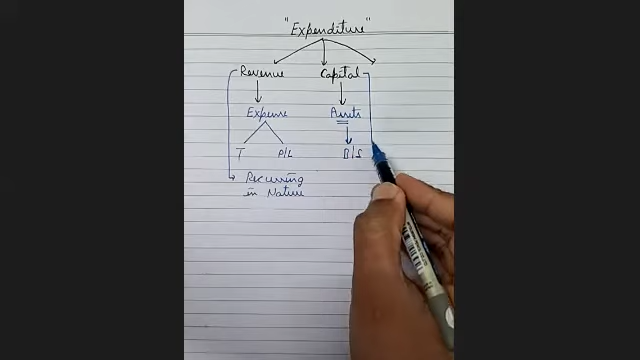 "Expenditure"
Revenue Capital
Expense Assets
T P/L B/S
Recurring
in Nature